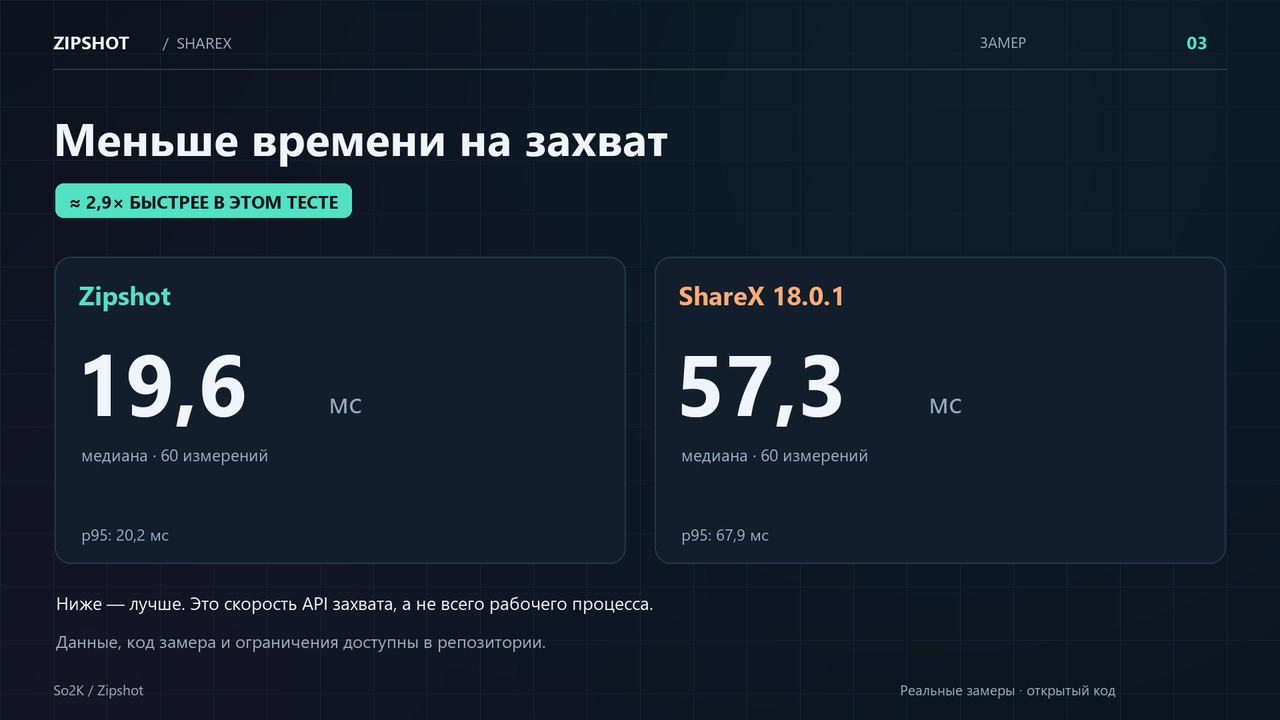 ZIPSHOT / SHAREX ЗАМЕР 03
Меньше времени на захват
≈ 2,9× БЫСТРЕЕ В ЭТОМ ТЕСТЕ
Zipshot
19,6 мс
медиана · 60 измерений
p95: 20,2 мс
ShareX 18.0.1
57,3 мс
медиана · 60 измерений
p95: 67,9 мс
Ниже — лучше. Это скорость API захвата, а не всего рабочего процесса.
Данные, код замера и ограничения доступны в репозитории.
So2K / Zipshot Реальные замеры · открытый код